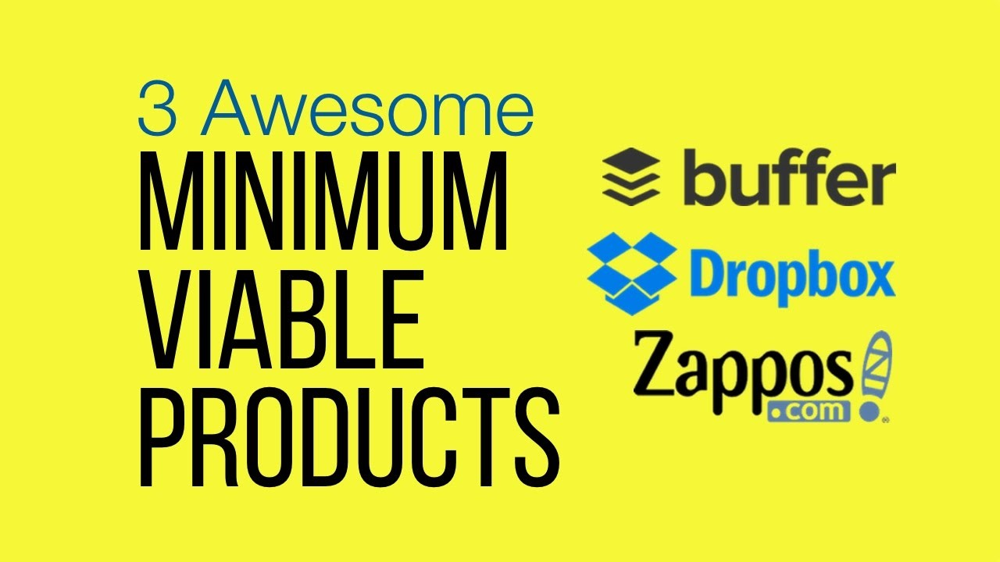 3 Awesome
MINIMUM
VIABLE
PRODUCTS
buffer
Dropbox
Zappos
.com